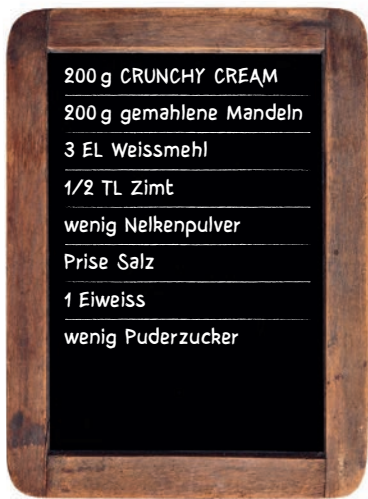 200 g CRUNCHY CREAM
200 g gemahlene Mandeln
3 EL Weissmehl
1/2 TL Zimt
wenig Nelkenpulver
Prise Salz
1 Eiweiss
wenig Puderzucker